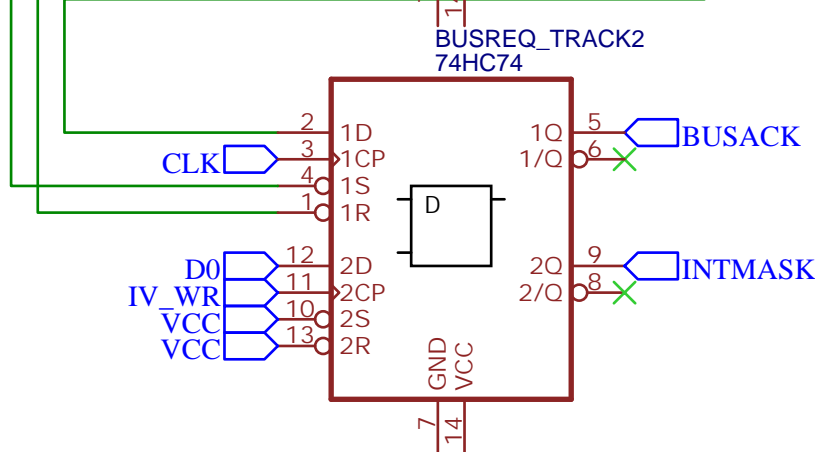 BUSREQ_TRACK2
74HC74
2 1D 1Q 5 BUSACK
CLK 3 1CP 1/Q 6
4 1S
1 1R
D
D0 12 2D 2Q 9 INTMASK
IV_WR 11 2CP 2/Q 8
VCC 10 2S
VCC 13 2R
GND
VCC
7
14